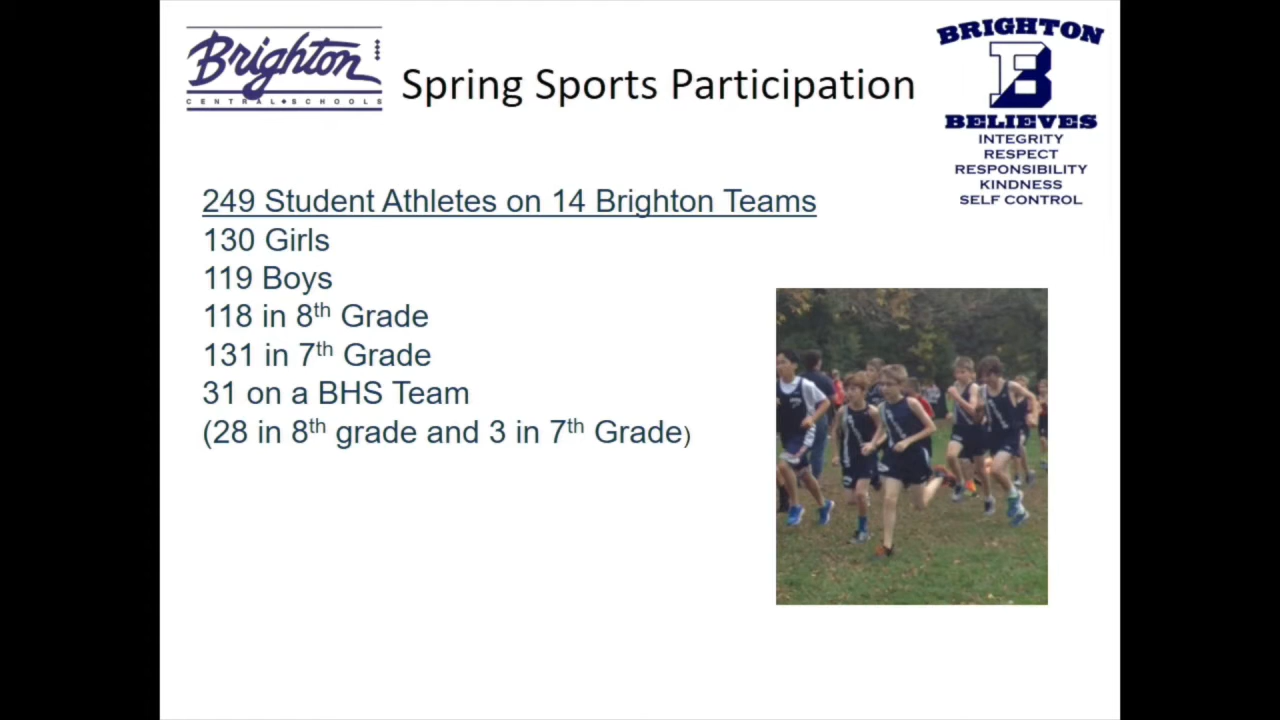 Brighton
CENTRAL◆SCHOOLS
Spring Sports Participation
BRIGHTON
B
BELIEVES
INTEGRITY
RESPECT
RESPONSIBILITY
KINDNESS
SELF CONTROL
249 Student Athletes on 14 Brighton Teams
130 Girls
119 Boys
118 in 8th Grade
131 in 7th Grade
31 on a BHS Team
(28 in 8th grade and 3 in 7th Grade)